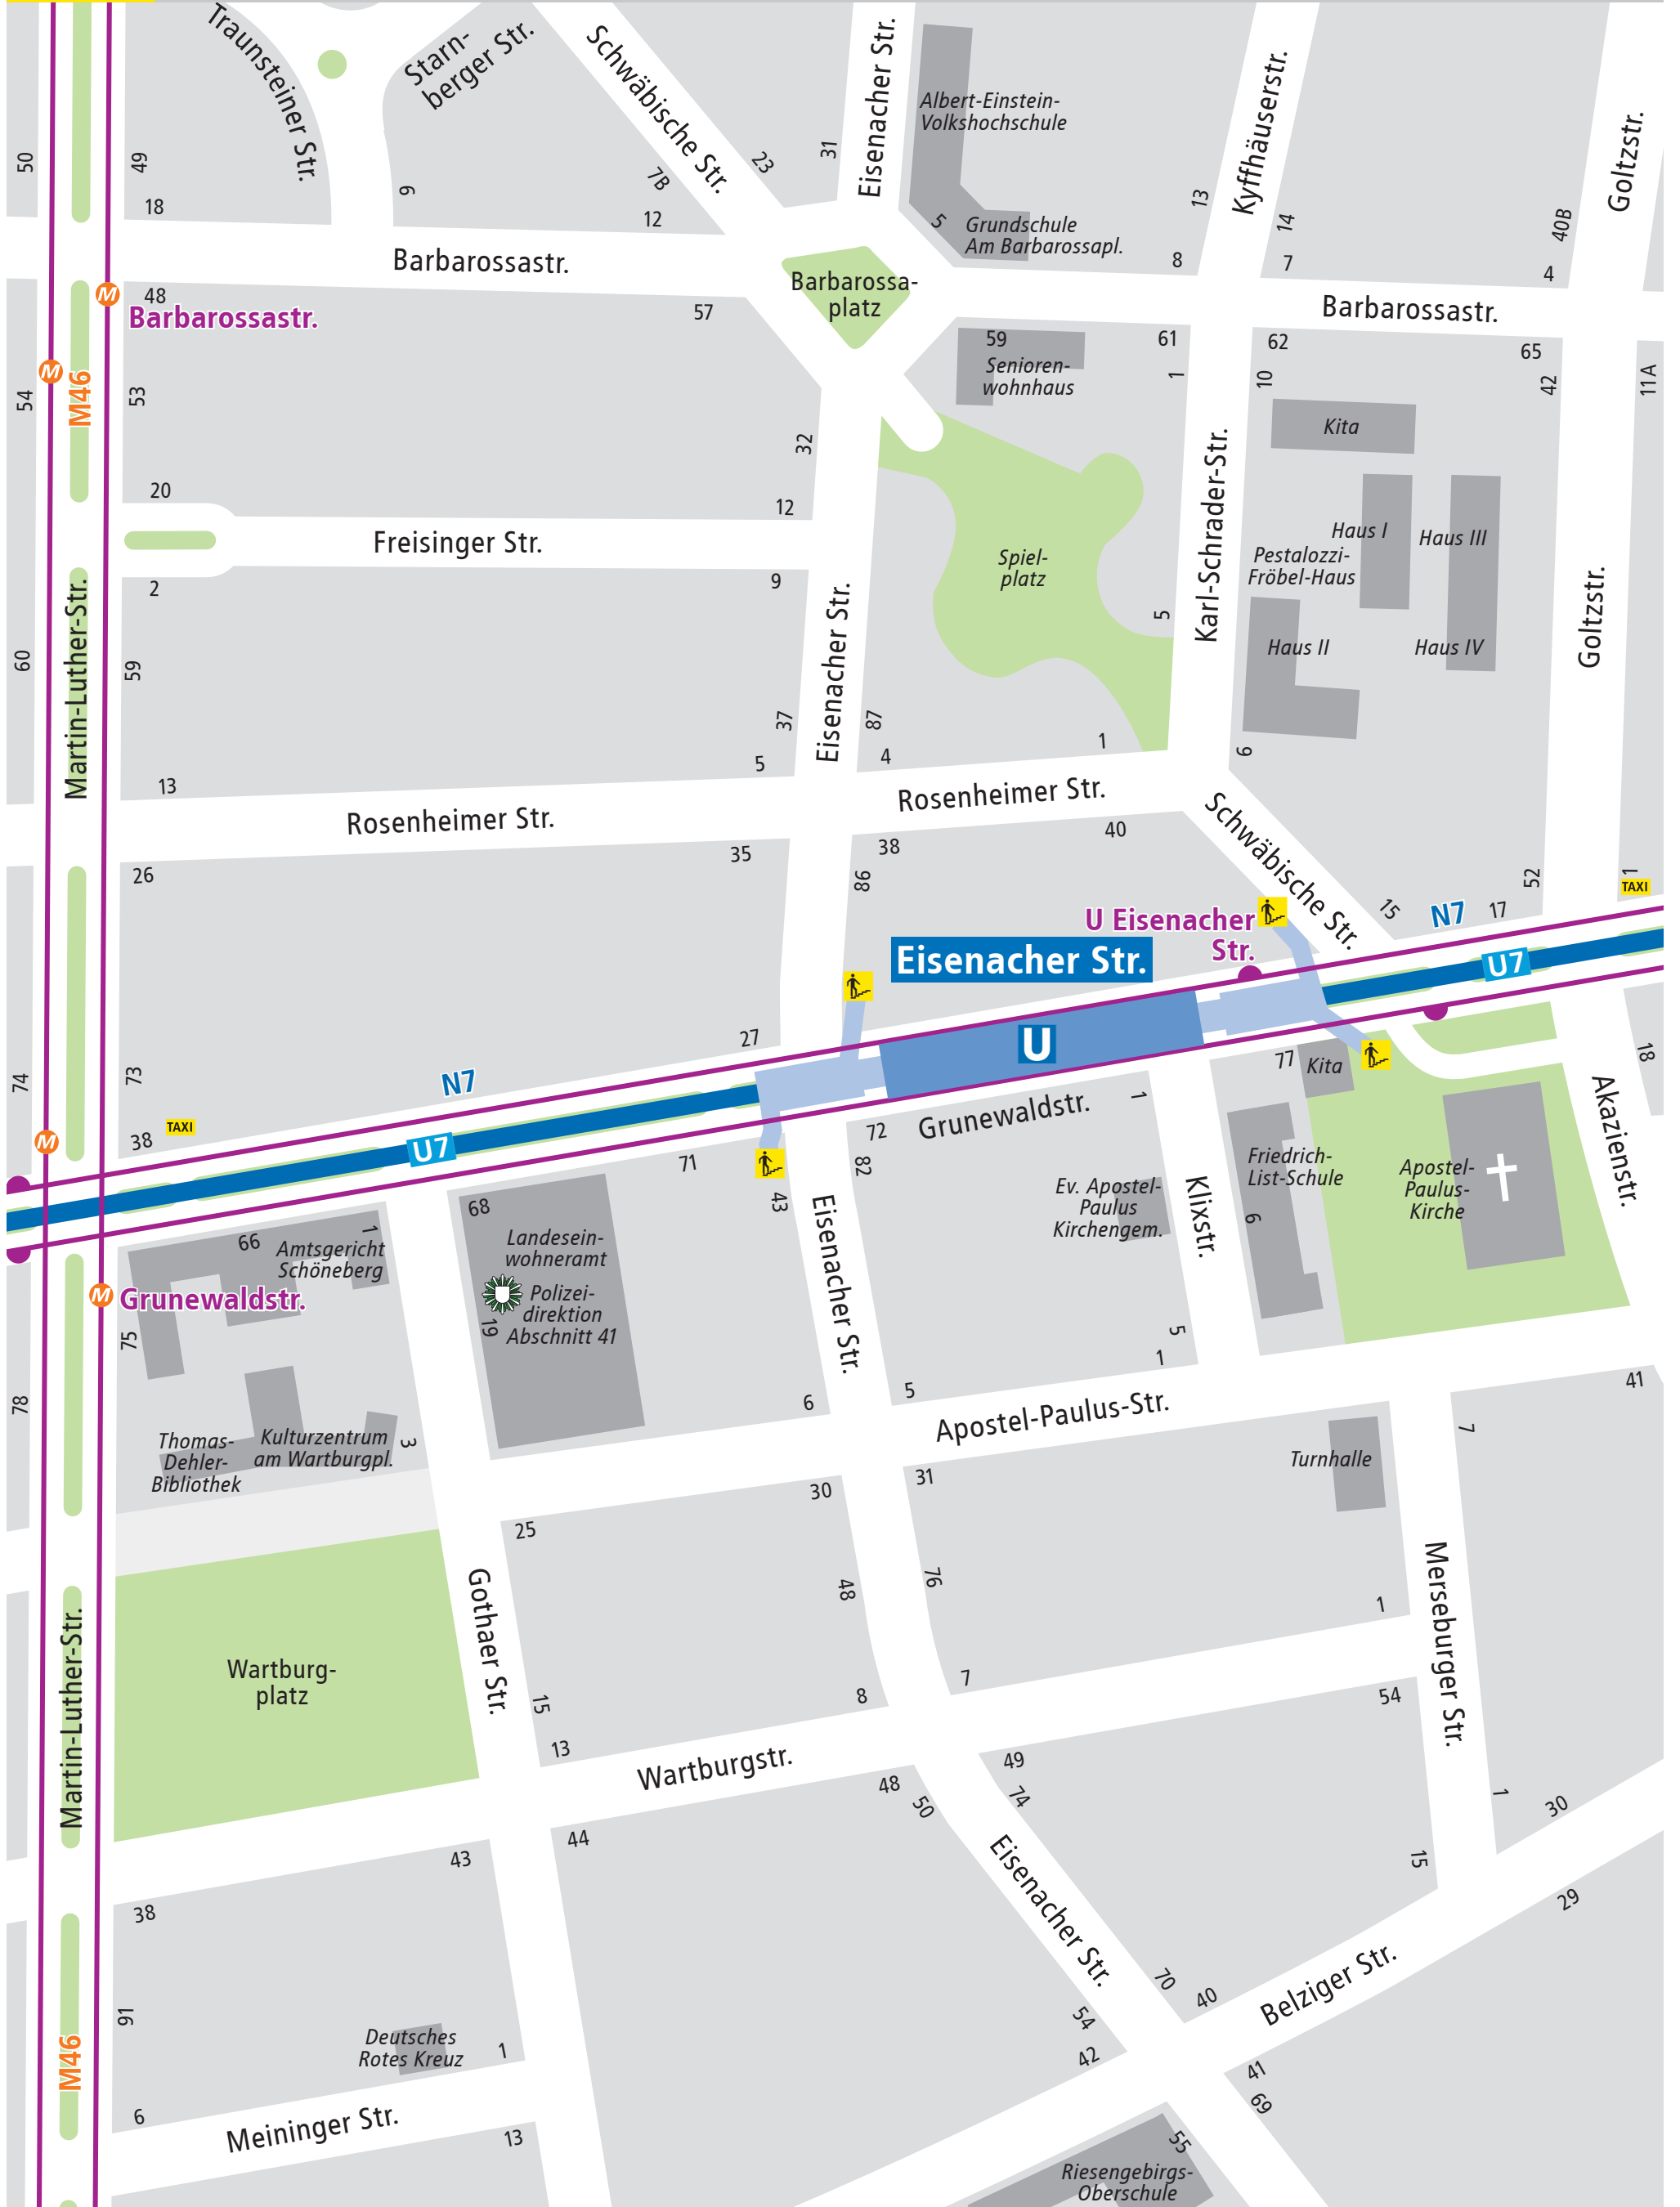 Traunsteiner Str.
Starn-
berger Str.
Schwäbische Str.
Eisenacher Str.
Albert-Einstein-
Volkshochschule
Kyffhäuserstr.
Goltzstr.
50
49
18
9
7B
23
31
12
5
Grundschule
Am Barbarossapl.
13
14
40B
8
7
4
Barbarossastr.
Barbarossa-
platz
Barbarossastr.
M
48
Barbarossastr.
57
59
Senioren-
wohnhaus
61
1
62
10
65
42
11A
M
M46
54
53
32
Kita
20
12
Freisinger Str.
2
9
Spiel-
platz
5
Karl-Schrader-Str.
Haus I
Haus III
Pestalozzi-
Fröbel-Haus
Haus II
Haus IV
Goltzstr.
Martin-Luther-Str.
60
59
37
Eisenacher Str.
87
4
1
6
13
5
Rosenheimer Str.
Rosenheimer Str.
26
35
38
40
86
Schwäbische Str.
15
N7
17
52
1
TAXI
U Eisenacher
Str.
Eisenacher Str.
U7
U
74
73
27
N7
77
Kita
18
M
38
TAXI
U7
71
72
82
Grunewaldstr.
1
Akazienstr.
43
68
Landesein-
wohneramt
Polizei-
direktion
Abschnitt 41
19
66
1
Amtsgericht
Schöneberg
M
Grunewaldstr.
75
78
Eisenacher Str.
Ev. Apostel-
Paulus
Kirchengem.
Klixstr.
Friedrich-
List-Schule
6
Apostel-
Paulus-
Kirche
5
1
6
5
Apostel-Paulus-Str.
41
7
Thomas-
Dehler-
Bibliothek
Kulturzentrum
am Wartburgpl.
3
Turnhalle
30
31
25
48
76
1
Gothaer Str.
Merseburger Str.
Wartburg-
platz
Martin-Luther-Str.
15
13
8
7
54
Wartburgstr.
48
50
49
74
44
43
1
30
15
29
38
Eisenacher Str.
91
M46
Deutsches
Rotes Kreuz
1
70
40
Belziger Str.
54
42
41
69
6
Meininger Str.
13
55
Riesengebirgs-
Oberschule